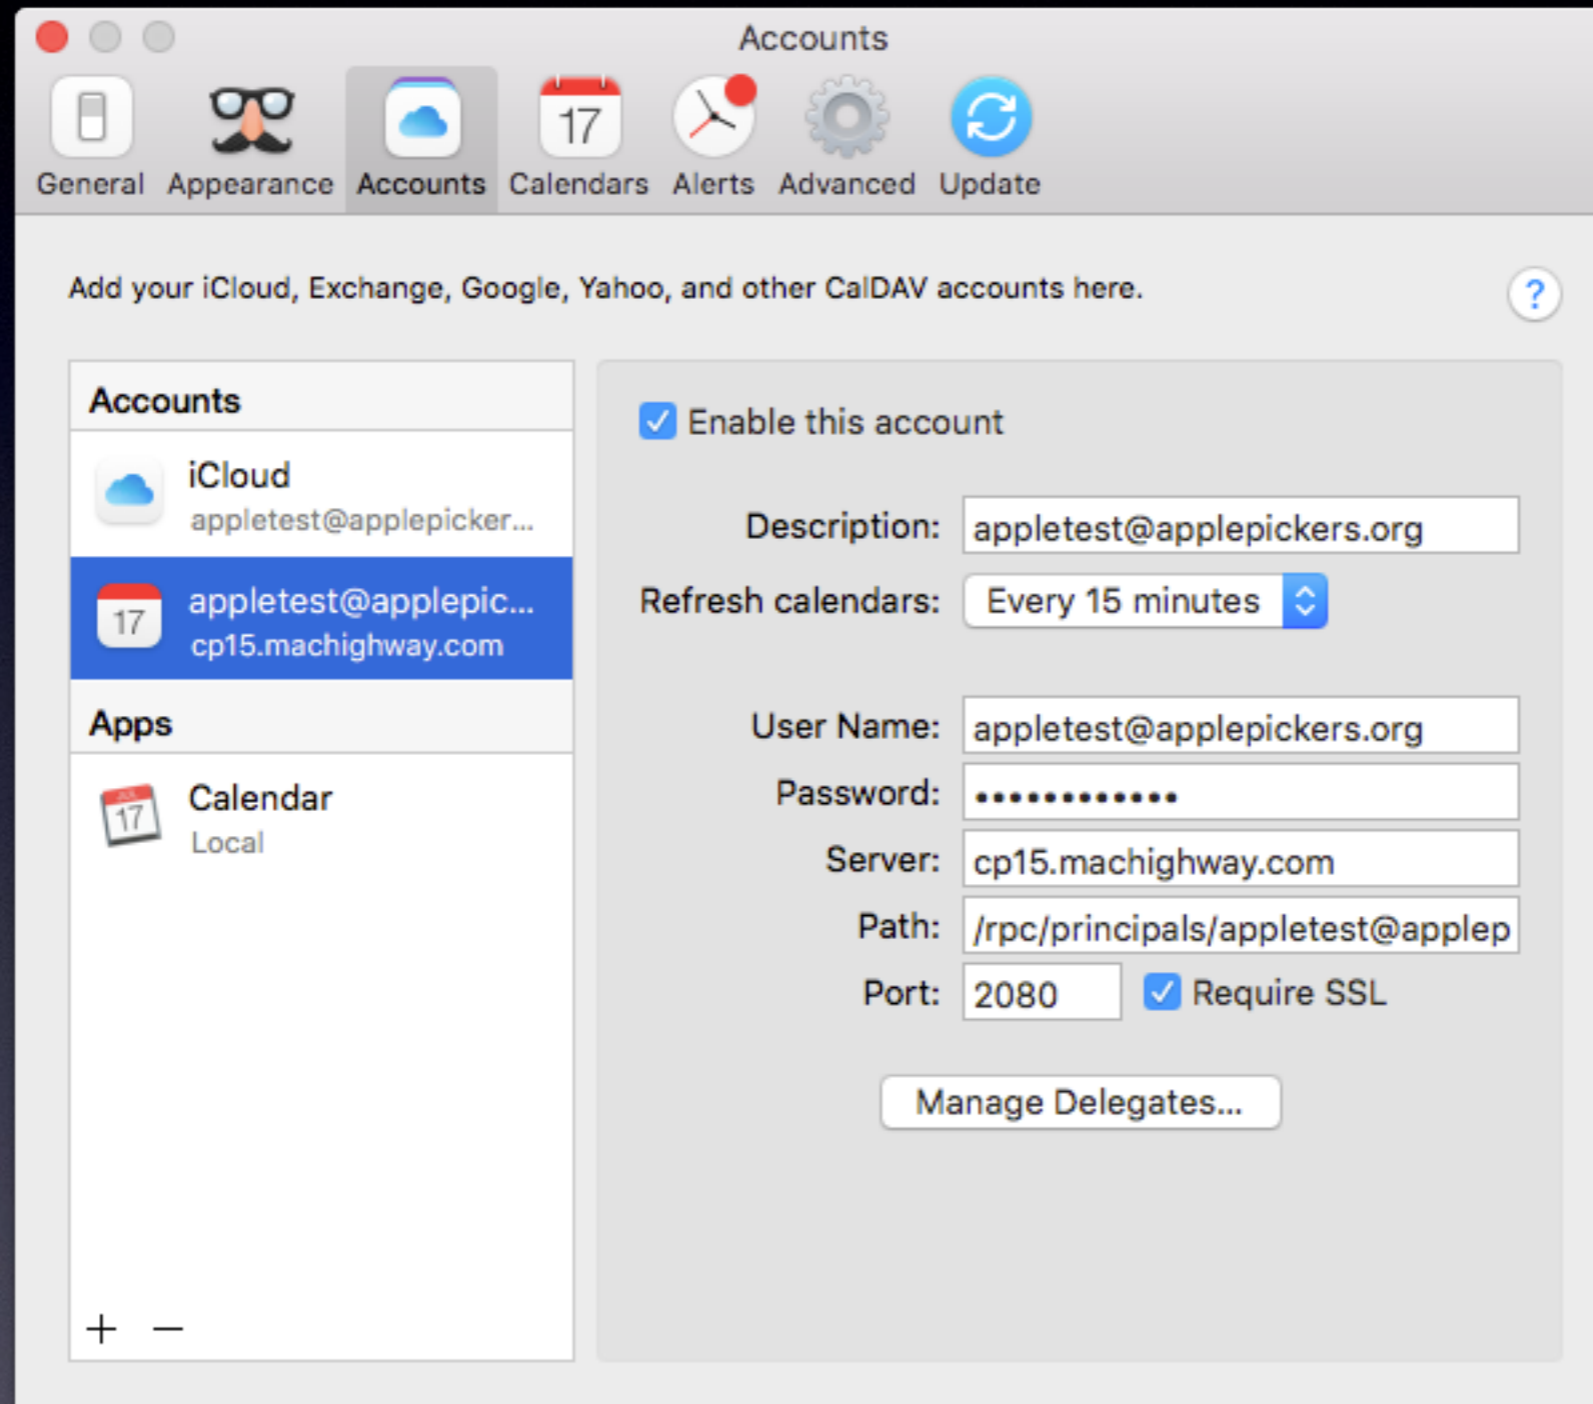 Accounts
General Appearance Accounts 17 Calendars Alerts Advanced Update
Add your iCloud, Exchange, Google, Yahoo, and other CalDAV accounts here.
?
Accounts
iCloud
appletest@applepicker...
17
appletest@applepic...
cp15.machighway.com
Apps
JUL
17
Calendar
Local
+ −
Enable this account
Description: appletest@applepickers.org
Refresh calendars: Every 15 minutes
User Name: appletest@applepickers.org
Password: ••••••••••••
Server: cp15.machighway.com
Path: /rpc/principals/appletest@applep
Port: 2080 Require SSL
Manage Delegates...